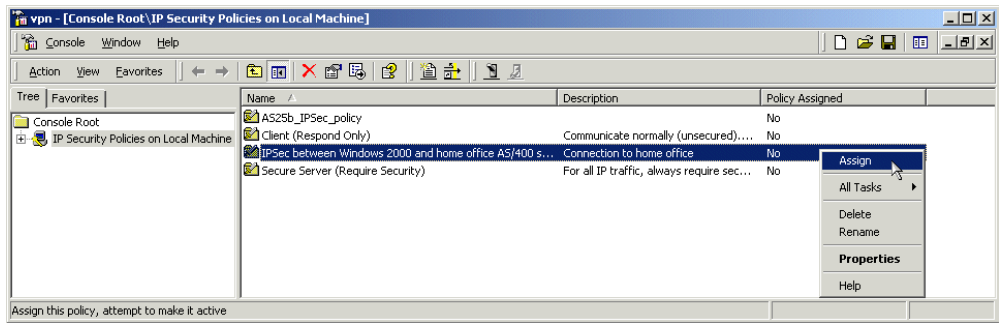 vpn - [Console Root\IP Security Policies on Local Machine]
Console Window Help
Action View Favorites
Tree Favorites
Name Description Policy Assigned
Console Root
IP Security Policies on Local Machine
AS25b_IPSec_policy No
Client (Respond Only) Communicate normally (unsecured).... No
IPSec between Windows 2000 and home office AS/400 s... Connection to home office No
Secure Server (Require Security) For all IP traffic, always require sec... No
Assign
All Tasks
Delete
Rename
Properties
Help
Assign this policy, attempt to make it active